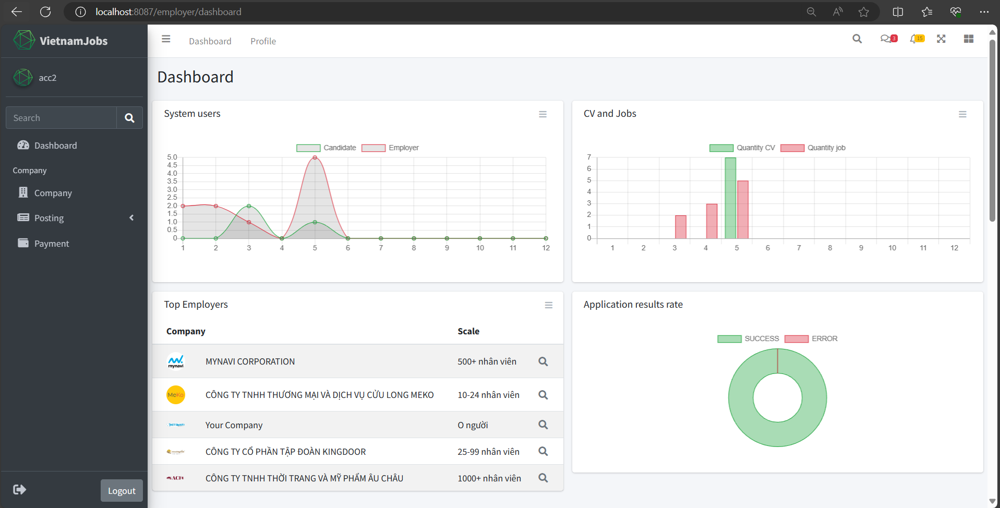 localhost:8087/employer/dashboard
VietnamJobs
Dashboard Profile
3 15
acc2
Search
Dashboard
Company
Company
Posting
Payment
Logout
Dashboard
System users
Candidate Employer
5.0
4.5
4.0
3.5
3.0
2.5
2.0
1.5
1.0
0.5
0
1 2 3 4 5 6 7 8 9 10 11 12
CV and Jobs
Quantity CV Quantity job
7
6
5
4
3
2
1
0
1 2 3 4 5 6 7 8 9 10 11 12
Top Employers
Company Scale
mynavi MYNAVI CORPORATION 500+ nhân viên
MeKo CÔNG TY TNHH THƯƠNG MẠI VÀ DỊCH VỤ CỬU LONG MEKO 10-24 nhân viên
Your Company O người
CÔNG TY CỔ PHẦN TẬP ĐOÀN KINGDOOR 25-99 nhân viên
ACFC CÔNG TY TNHH THỜI TRANG VÀ MỸ PHẨM ÂU CHÂU 1000+ nhân viên
Application results rate
SUCCESS ERROR